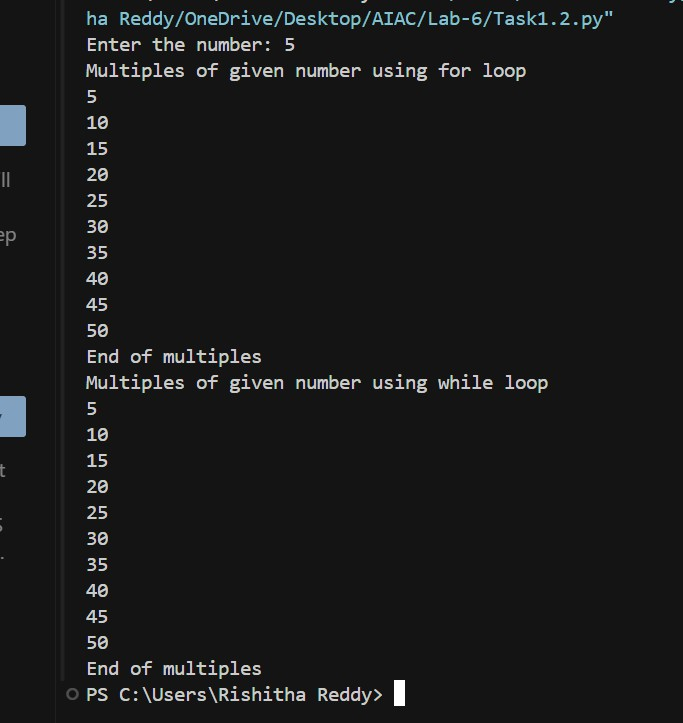 ha Reddy/OneDrive/Desktop/AIAC/Lab-6/Task1.2.py"
Enter the number: 5
Multiples of given number using for loop
5
10
15
20
25
30
35
40
45
50
End of multiples
Multiples of given number using while loop
5
10
15
20
25
30
35
40
45
50
End of multiples
PS C:\Users\Rishitha Reddy>